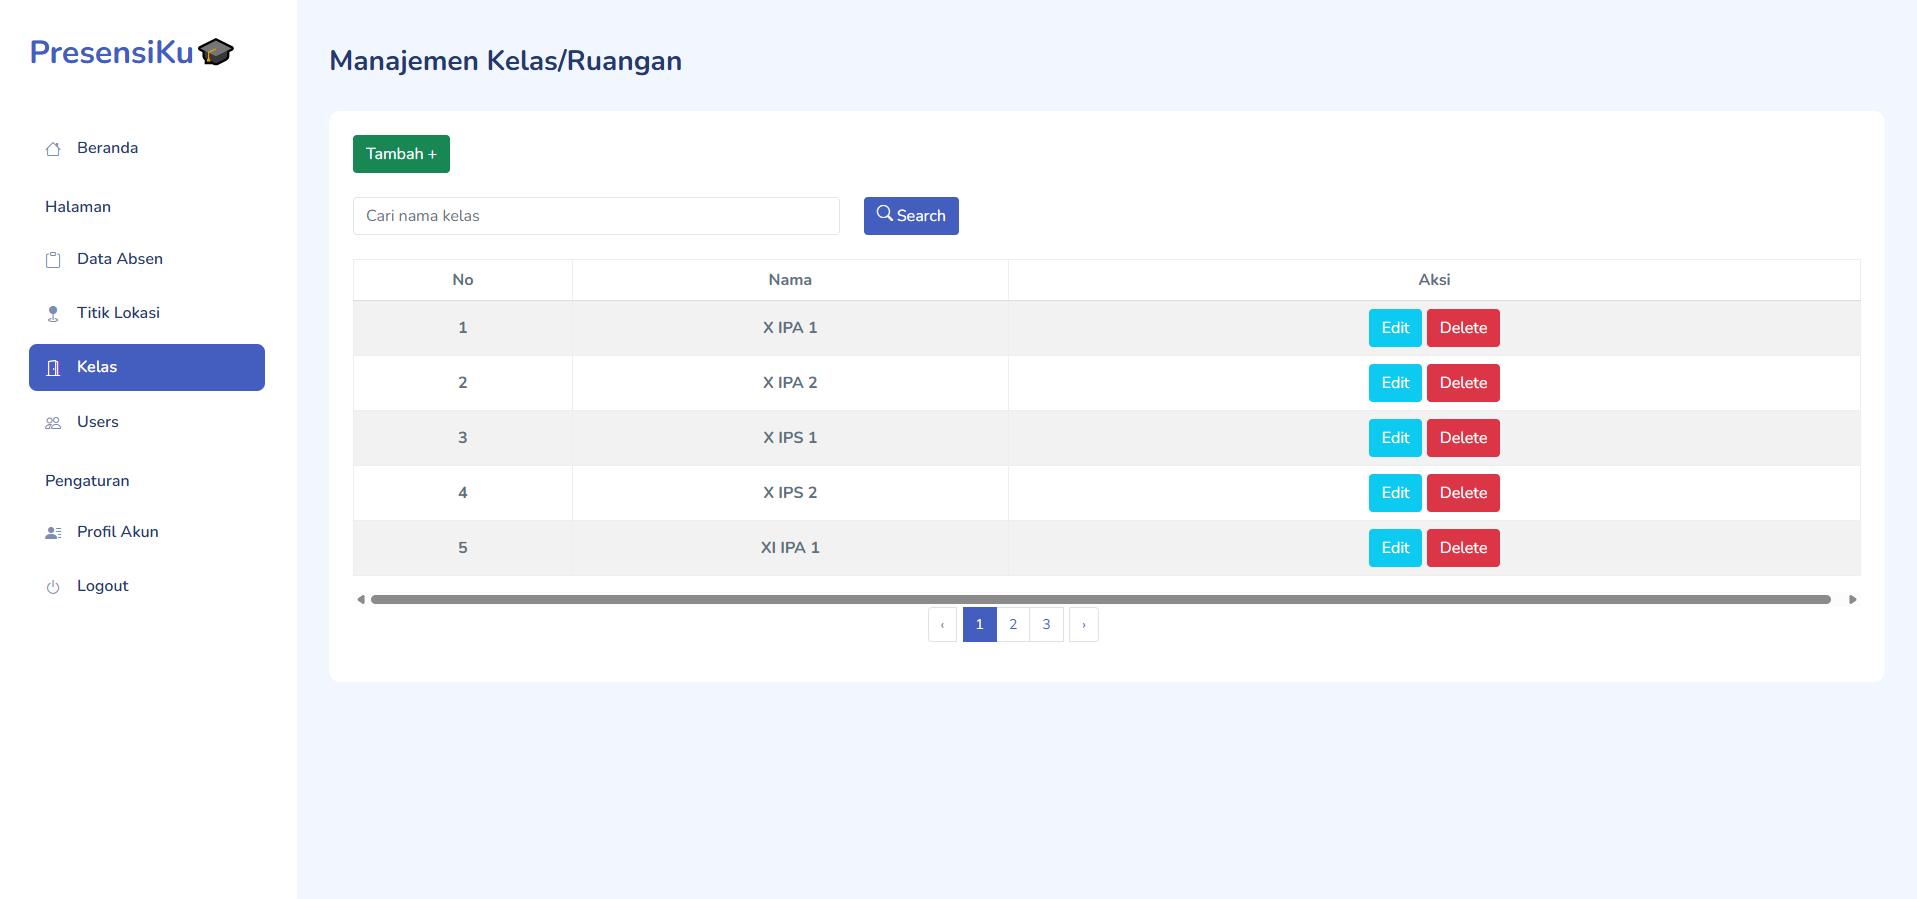 PresensiKu
Beranda
Halaman
Data Absen
Titik Lokasi
Kelas
Users
Pengaturan
Profil Akun
Logout
Manajemen Kelas/Ruangan
Tambah +
Cari nama kelas Search
No Nama Aksi
1 X IPA 1 Edit Delete
2 X IPA 2 Edit Delete
3 X IPS 1 Edit Delete
4 X IPS 2 Edit Delete
5 XI IPA 1 Edit Delete
‹ 1 2 3 ›